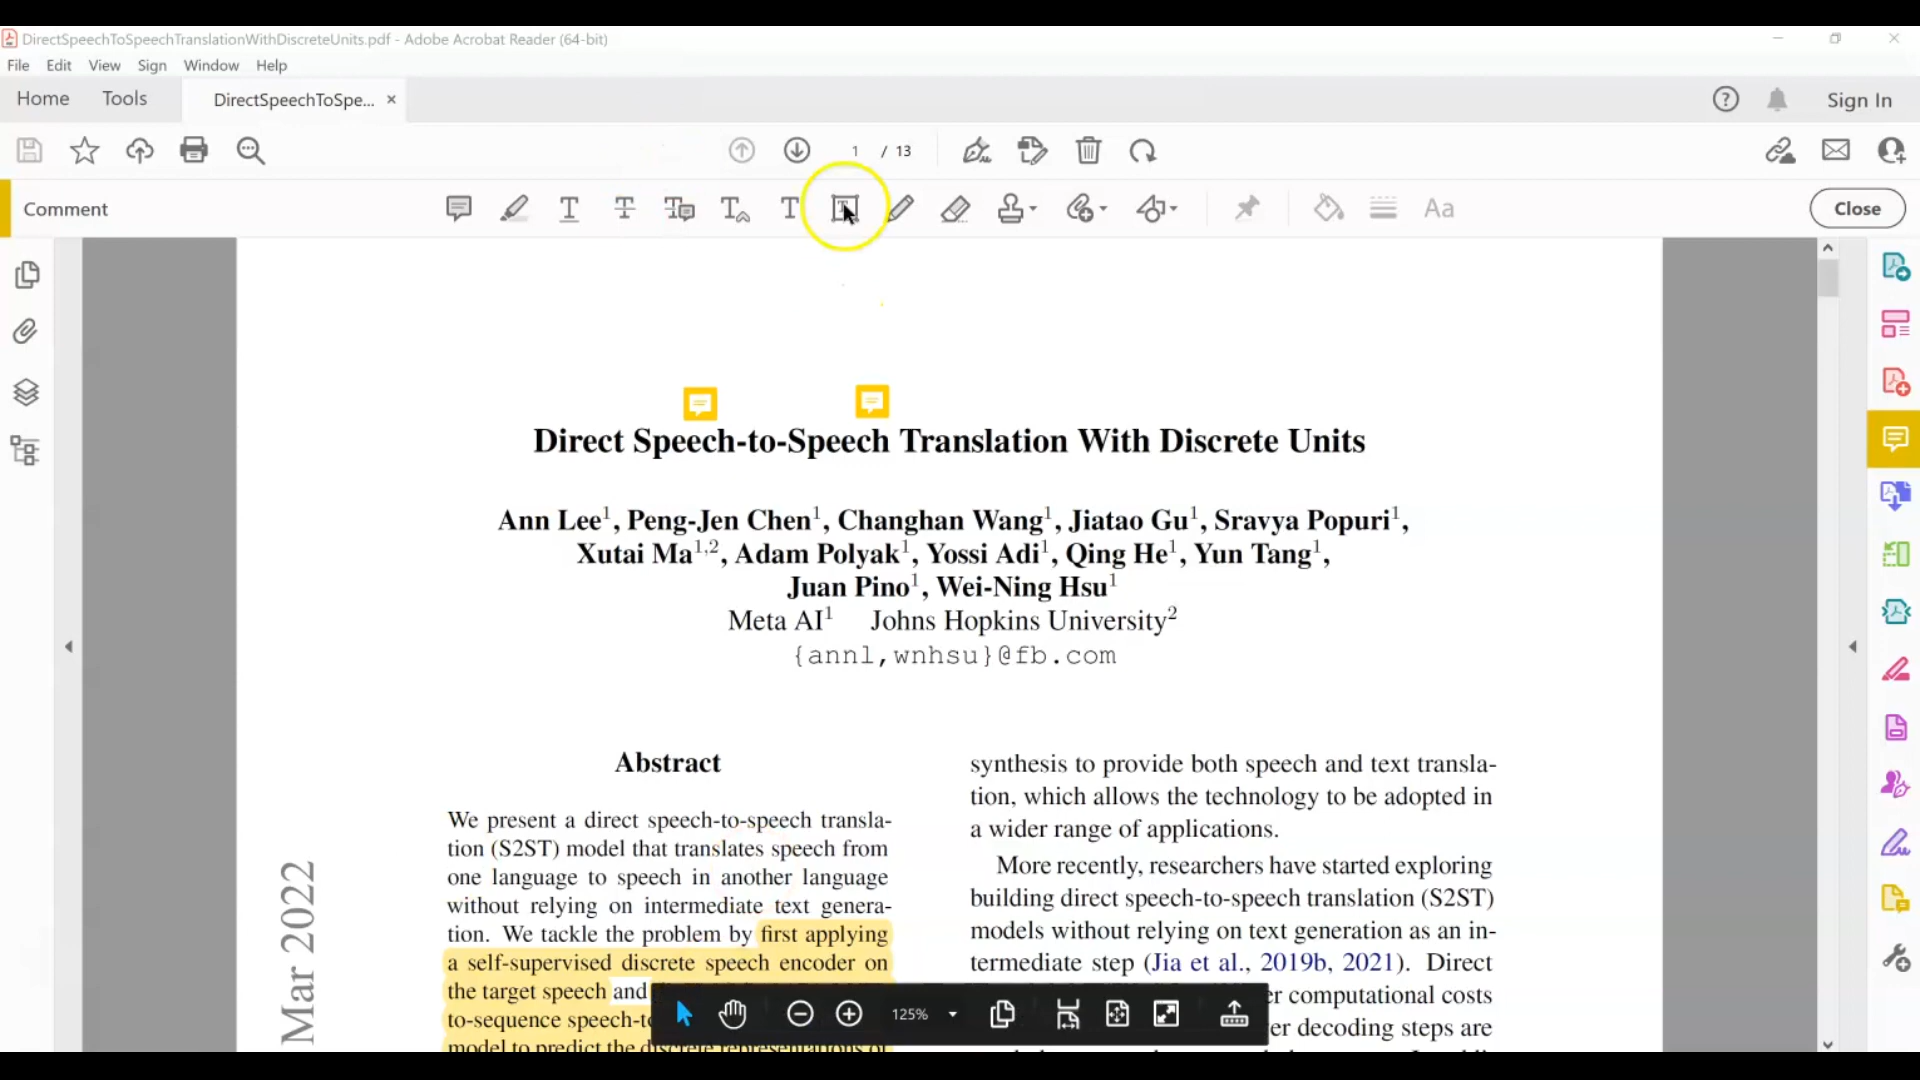 DirectSpeechToSpeechTranslationWithDiscreteUnits.pdf - Adobe Acrobat Reader (64-bit)
File Edit View Sign Window Help
Home Tools DirectSpeechToSpe... × Sign In
1 / 13
Comment Aa Close
Direct Speech-to-Speech Translation With Discrete Units
Ann Lee¹, Peng-Jen Chen¹, Changhan Wang¹, Jiatao Gu¹, Sravya Popuri¹,
Xutai Ma¹,², Adam Polyak¹, Yossi Adi¹, Qing He¹, Yun Tang¹,
Juan Pino¹, Wei-Ning Hsu¹
Meta AI¹ Johns Hopkins University²
{annl,wnhsu}@fb.com
Abstract
We present a direct speech-to-speech transla-
tion (S2ST) model that translates speech from
one language to speech in another language
without relying on intermediate text genera-
tion. We tackle the problem by first applying
a self-supervised discrete speech encoder on
the target speech and
to-sequence speech-t
model to predict the discrete representations of
synthesis to provide both speech and text transla-
tion, which allows the technology to be adopted in
a wider range of applications.
More recently, researchers have started exploring
building direct speech-to-speech translation (S2ST)
models without relying on text generation as an in-
termediate step (Jia et al., 2019b, 2021). Direct
er computational costs
er decoding steps are
Mar 2022
125%